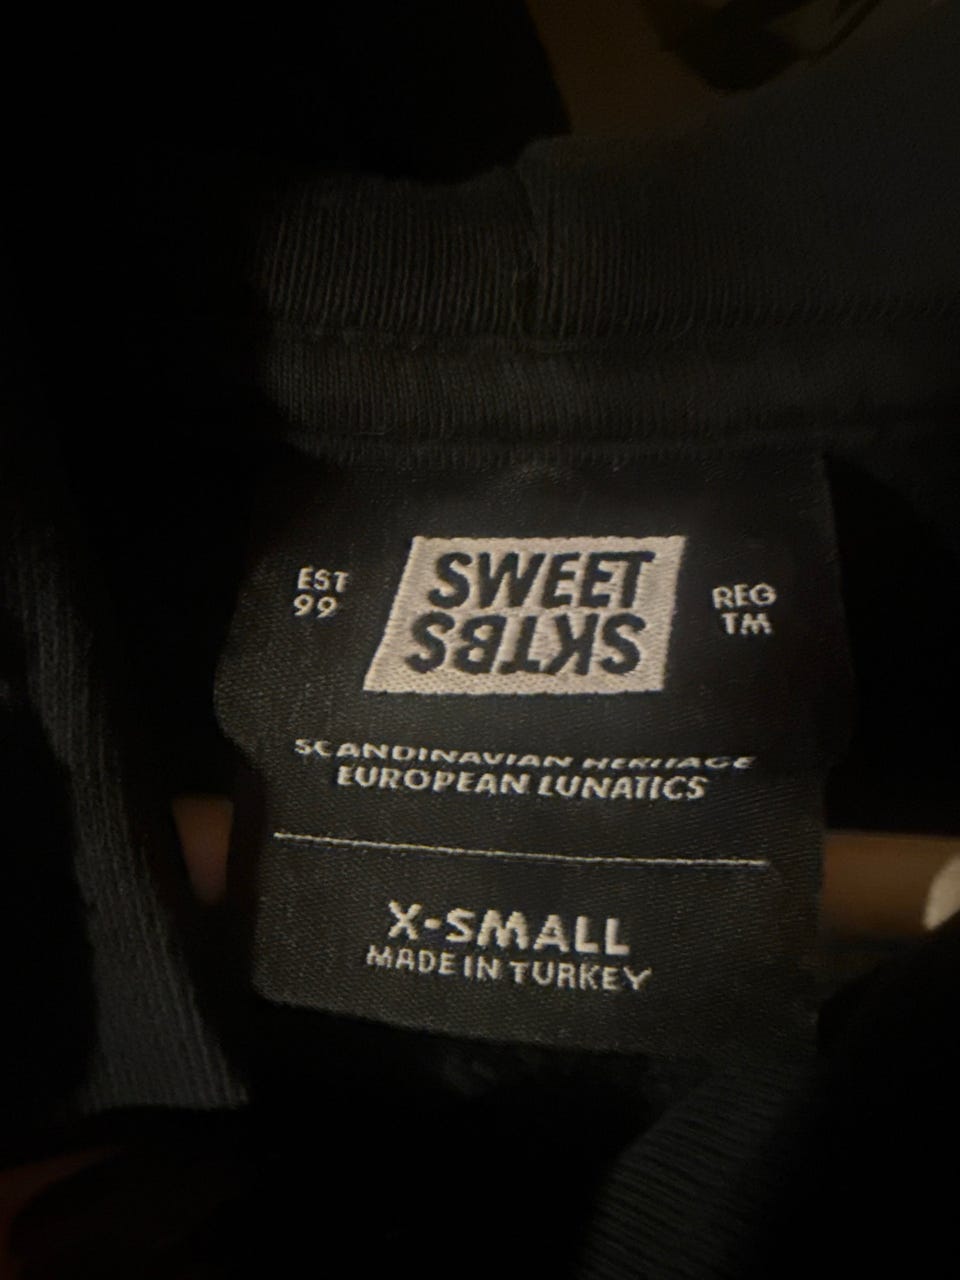 EST
99
SWEET
SKTBS
REG
TM
SCANDINAVIAN HERITAGE
EUROPEAN LUNATICS
X-SMALL
MADE IN TURKEY